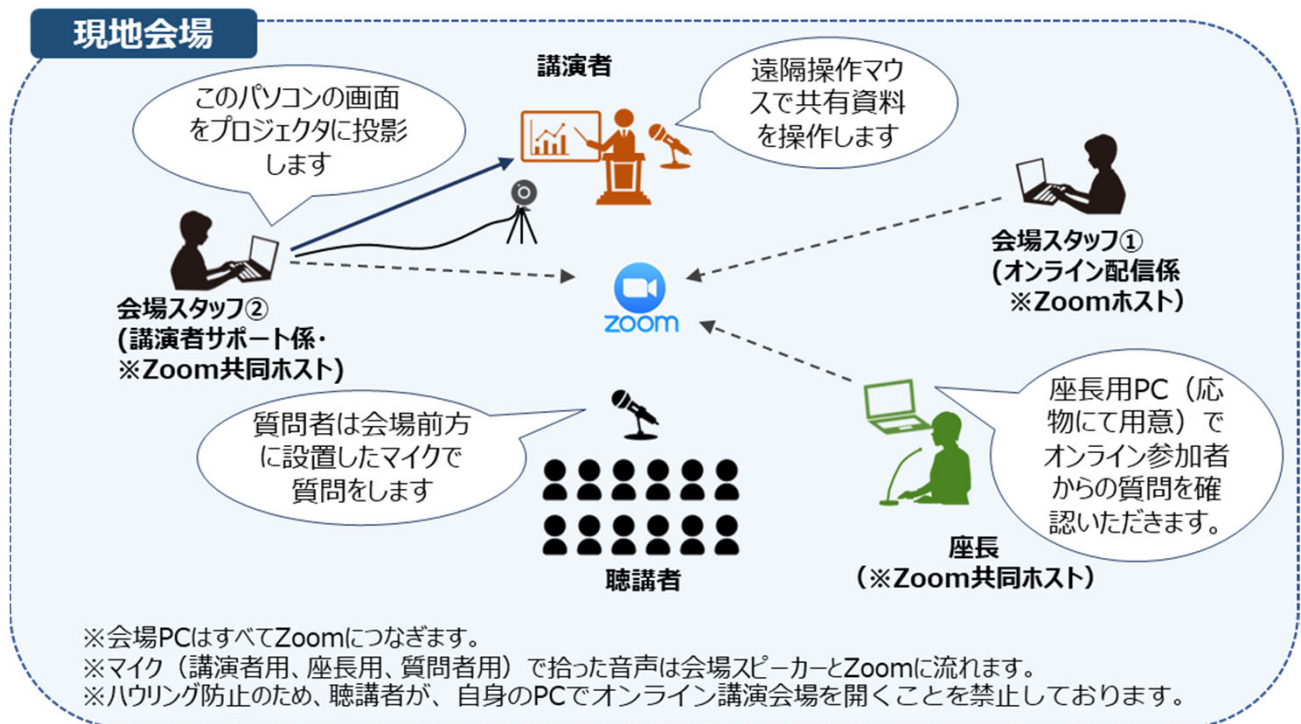 現地会場
講演者
このパソコンの画面
をプロジェクタに投影
します
遠隔操作マウ
スで共有資料
を操作します
会場スタッフ①
(オンライン配信係
※Zoomホスト)
会場スタッフ②
(講演者サポート係・
※Zoom共同ホスト)
zoom
質問者は会場前方
に設置したマイクで
質問をします
座長用PC(応
物にて用意)で
オンライン参加者
からの質問を確
認いただきます。
聴講者
座長
(※Zoom共同ホスト)
※会場PCはすべてZoomにつなぎます。
※マイク(講演者用、座長用、質問者用)で拾った音声は会場スピーカーとZoomに流れます。
※ハウリング防止のため、聴講者が、自身のPCでオンライン講演会場を開くことを禁止しております。